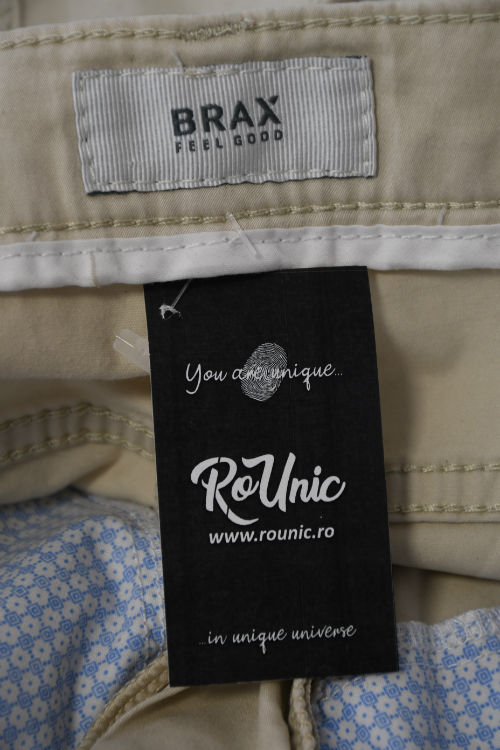 BRAX
FEEL GOOD
You are unique...
RoUnic
www.rounic.ro
...in unique universe